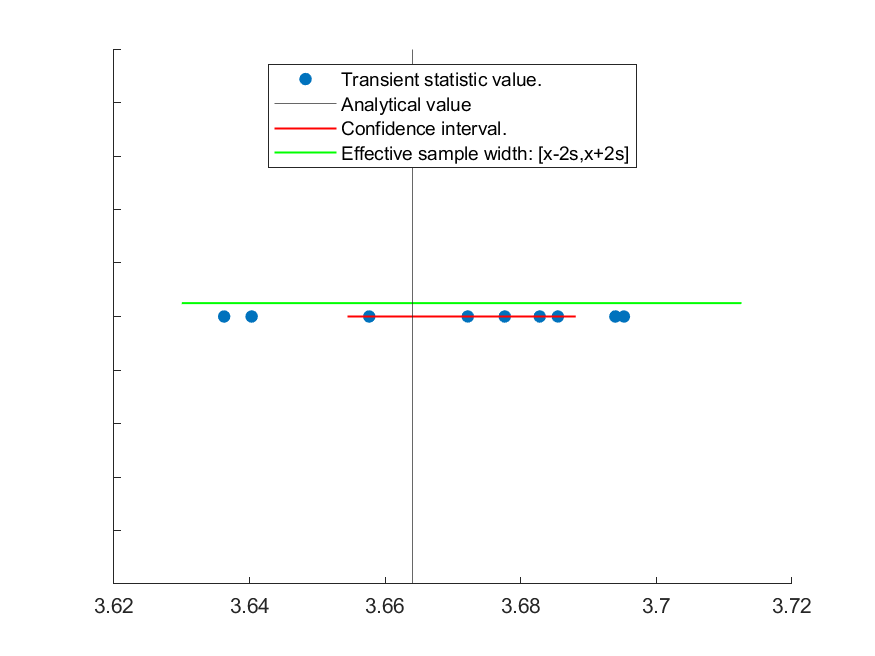 Transient statistic value.
Analytical value
Confidence interval.
Effective sample width: [x-2s,x+2s]
3.62 3.64 3.66 3.68 3.7 3.72